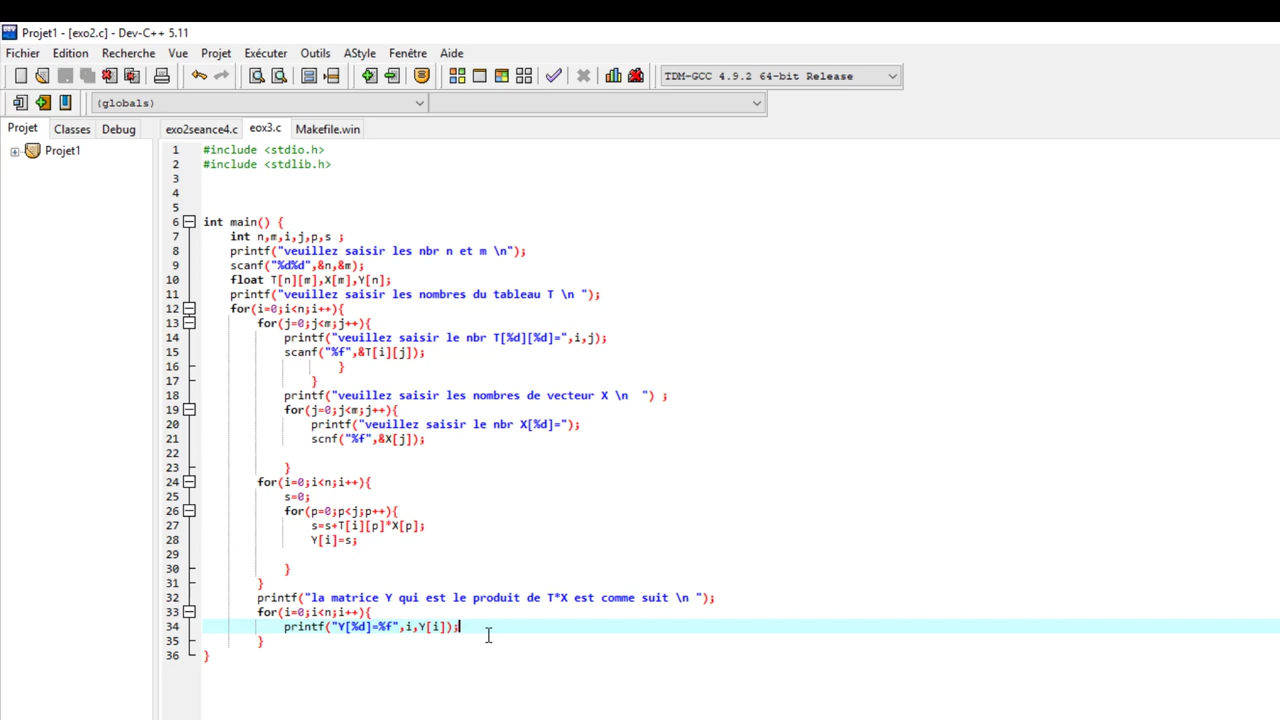 Projet1 - [exo2.c] - Dev-C++ 5.11
Fichier Edition Recherche Vue Projet Exécuter Outils AStyle Fenêtre Aide
TDM-GCC 4.9.2 64-bit Release
(globals)
Projet Classes Debug exo2seance4.c eox3.c Makefile.win
Projet1
1 #include <stdio.h>
2 #include <stdlib.h>
3
4
5
6 int main() {
7 int n,m,i,j,p,s ;
8 printf("veuillez saisir les nbr n et m \n");
9 scanf("%d%d",&n,&m);
10 float T[n][m],X[m],Y[n];
11 printf("veuillez saisir les nombres du tableau T \n ");
12 for(i=0;i<n;i++){
13 for(j=0;j<m;j++){
14 printf("veuillez saisir le nbr T[%d][%d]=",i,j);
15 scanf("%f",&T[i][j]);
16 }
17 }
18 printf("veuillez saisir les nombres de vecteur X \n  ") ;
19 for(j=0;j<m;j++){
20 printf("veuillez saisir le nbr X[%d]=");
21 scnf("%f",&X[j]);
22
23 }
24 for(i=0;i<n;i++){
25 s=0;
26 for(p=0;p<j;p++){
27 s=s+T[i][p]*X[p];
28 Y[i]=s;
29
30 }
31 }
32 printf("la matrice Y qui est le produit de T*X est comme suit \n ");
33 for(i=0;i<n;i++){
34 printf("Y[%d]=%f",i,Y[i]);
35 }
36 }